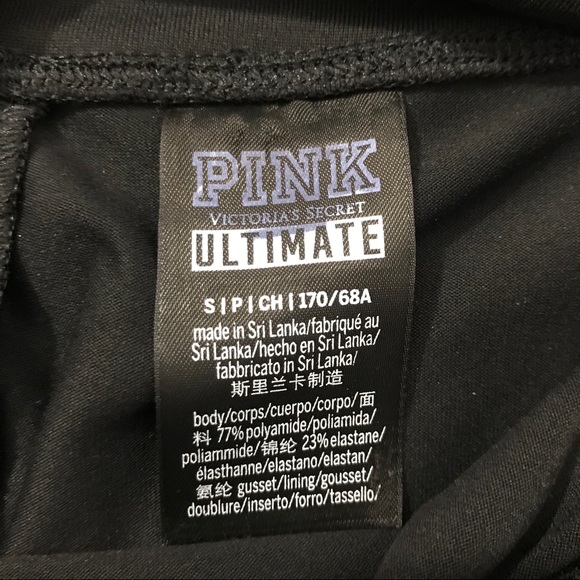 PINK
VICTORIA'S SECRET
ULTIMATE
S | P | CH | 170/68A
made in Sri Lanka/fabriqué au
Sri Lanka/hecho en Sri Lanka/
fabbricato in Sri Lanka/
斯里兰卡制造
body/corps/cuerpo/corpo/面
料 77% polyamide/poliamida/
poliammide/锦纶 23% elastane/
élasthanne/elastano/elastan/
氨纶 gusset/lining/gousset/
doublure/inserto/forro/tassello/